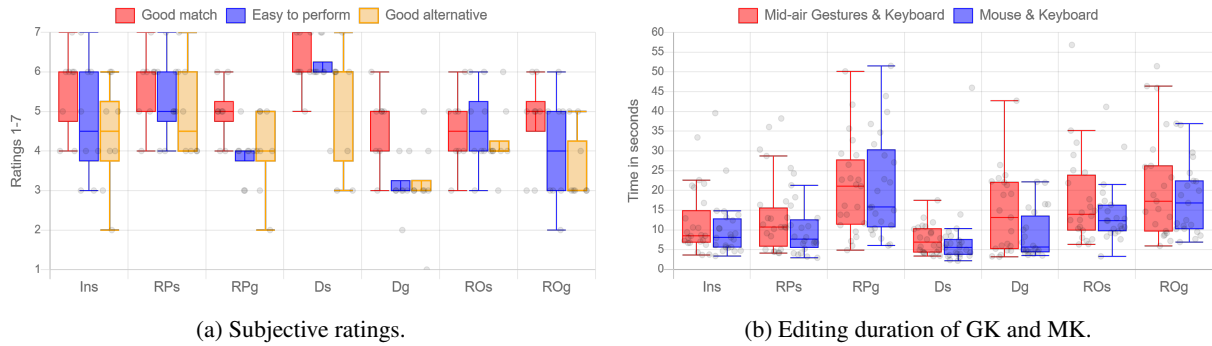 Good match Easy to perform Good alternative
Ratings 1-7
7
6
5
4
3
2
1
Ins RPs RPg Ds Dg ROs ROg
(a) Subjective ratings.
Mid-air Gestures & Keyboard Mouse & Keyboard
Time in seconds
60
55
50
45
40
35
30
25
20
15
10
5
0
Ins RPs RPg Ds Dg ROs ROg
(b) Editing duration of GK and MK.